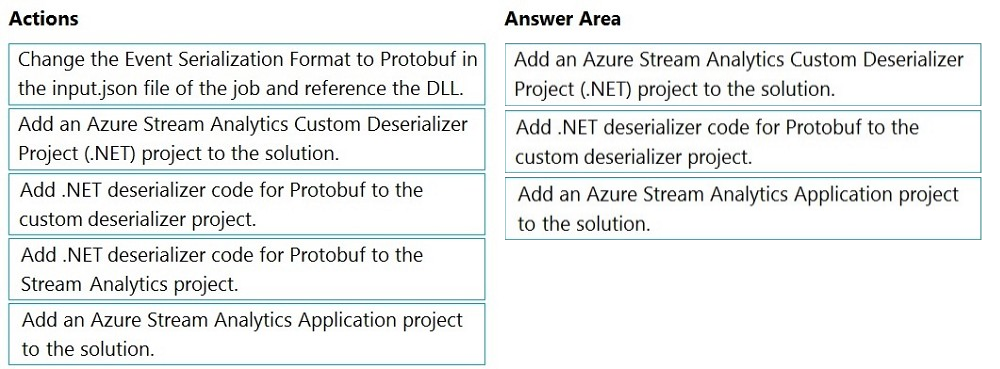 Actions
Change the Event Serialization Format to Protobuf in
the input.json file of the job and reference the DLL.
Add an Azure Stream Analytics Custom Deserializer
Project (.NET) project to the solution.
Add .NET deserializer code for Protobuf to the
custom deserializer project.
Add .NET deserializer code for Protobuf to the
Stream Analytics project.
Add an Azure Stream Analytics Application project
to the solution.
Answer Area
Add an Azure Stream Analytics Custom Deserializer
Project (.NET) project to the solution.
Add .NET deserializer code for Protobuf to the
custom deserializer project.
Add an Azure Stream Analytics Application project
to the solution.